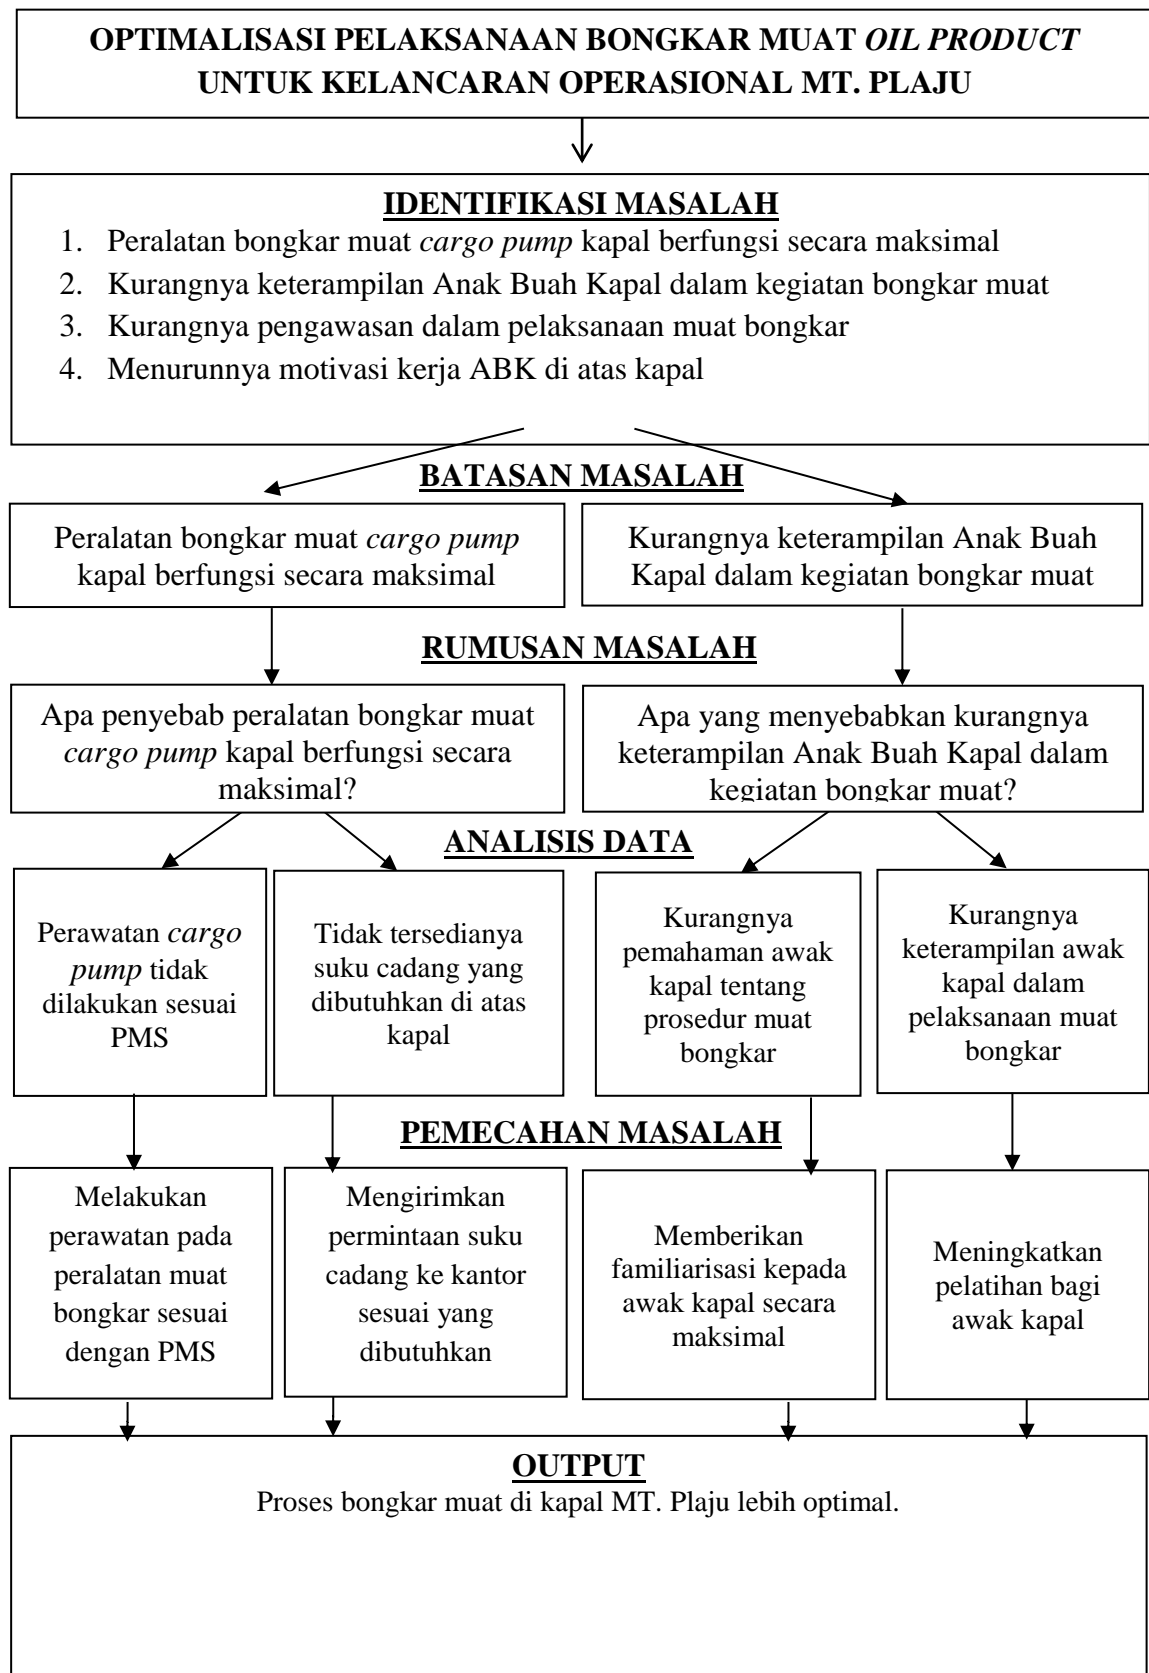 OPTIMALISASI PELAKSANAAN BONGKAR MUAT OIL PRODUCT
UNTUK KELANCARAN OPERASIONAL MT. PLAJU
IDENTIFIKASI MASALAH
1. Peralatan bongkar muat cargo pump kapal berfungsi secara maksimal
2. Kurangnya keterampilan Anak Buah Kapal dalam kegiatan bongkar muat
3. Kurangnya pengawasan dalam pelaksanaan muat bongkar
4. Menurunnya motivasi kerja ABK di atas kapal
BATASAN MASALAH
Peralatan bongkar muat cargo pump
kapal berfungsi secara maksimal
Kurangnya keterampilan Anak Buah
Kapal dalam kegiatan bongkar muat
RUMUSAN MASALAH
Apa penyebab peralatan bongkar muat
cargo pump kapal berfungsi secara
maksimal?
Apa yang menyebabkan kurangnya
keterampilan Anak Buah Kapal dalam
kegiatan bongkar muat?
ANALISIS DATA
Perawatan cargo
pump tidak
dilakukan sesuai
PMS
Tidak tersedianya
suku cadang yang
dibutuhkan di atas
kapal
Kurangnya
pemahaman awak
kapal tentang
prosedur muat
bongkar
Kurangnya
keterampilan awak
kapal dalam
pelaksanaan muat
bongkar
PEMECAHAN MASALAH
Melakukan
perawatan pada
peralatan muat
bongkar sesuai
dengan PMS
Mengirimkan
permintaan suku
cadang ke kantor
sesuai yang
dibutuhkan
Memberikan
familiarisasi kepada
awak kapal secara
maksimal
Meningkatkan
pelatihan bagi
awak kapal
OUTPUT
Proses bongkar muat di kapal MT. Plaju lebih optimal.